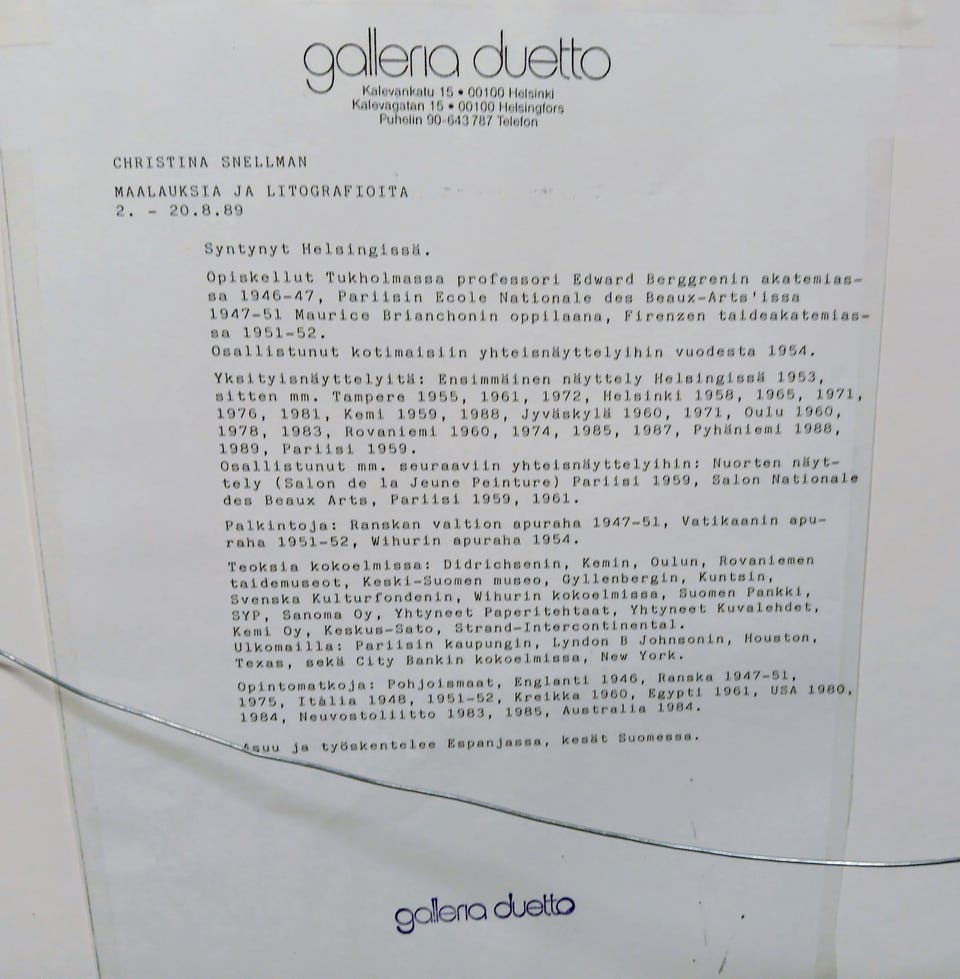 galleria duetto
Kalevankatu 15 • 00100 Helsinki
Kalevagatan 15 • 00100 Helsingfors
Puhelin 90-643 787 Telefon
CHRISTINA SNELLMAN
MAALAUKSIA JA LITOGRAFIOITA
2. - 20.8.89
Syntynyt Helsingissä.
Opiskellut Tukholmassa professori Edward Berggrenin akatemias-
sa 1946-47, Pariisin Ecole Nationale des Beaux-Arts'issa
1947-51 Maurice Brianchonin oppilaana, Firenzen taideakatemias-
sa 1951-52.
Osallistunut kotimaisiin yhteisnäyttelyihin vuodesta 1954.
Yksityisnäyttelyitä: Ensimmäinen näyttely Helsingissä 1953,
sitten mm. Tampere 1955, 1961, 1972, Helsinki 1958, 1965, 1971,
1976, 1981, Kemi 1959, 1988, Jyväskylä 1960, 1971, Oulu 1960,
1978, 1983, Rovaniemi 1960, 1974, 1985, 1987, Pyhäniemi 1988,
1989, Pariisi 1959.
Osallistunut mm. seuraaviin yhteisnäyttelyihin: Nuorten näyt-
tely (Salon de la Jeune Peinture) Pariisi 1959, Salon Nationale
des Beaux Arts, Pariisi 1959, 1961.
Palkintoja: Ranskan valtion apuraha 1947-51, Vatikaanin apu-
raha 1951-52, Wihurin apuraha 1954.
Teoksia kokoelmissa: Didrichsenin, Kemin, Oulun, Rovaniemen
taidemuseot, Keski-Suomen museo, Gyllenbergin, Kuntsin,
Svenska Kulturfondenin, Wihurin kokoelmissa, Suomen Pankki,
SYP, Sanoma Oy, Yhtyneet Paperitehtaat, Yhtyneet Kuvalehdet,
Kemi Oy, Keskus-Sato, Strand-Intercontinental.
Ulkomailla: Pariisin kaupungin, Lyndon B Johnsonin, Houston,
Texas, sekä City Bankin kokoelmissa, New York.
Opintomatkoja: Pohjoismaat, Englanti 1946, Ranska 1947-51,
1975, Italia 1948, 1951-52, Kreikka 1960, Egypti 1961, USA 1980,
1984, Neuvostoliitto 1983, 1985, Australia 1984.
Asuu ja työskentelee Espanjassa, kesät Suomessa.
galleria duetto